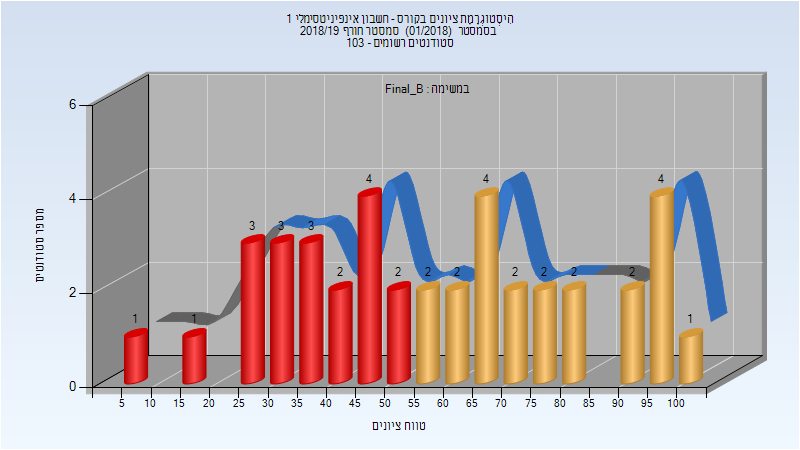 היסטוגרמת ציונים בקורס - חשבון אינפיניטסימלי 1
בסמסטר (01/2018) סמסטר חורף 2018/19
סטודנטים רשומים - 103
במשימה : Final_B
מספר סטודנטים
6
4
2
0
1 1 3 3 3 2 4 2 2 2 4 2 2 2 2 4 1
5 10 15 20 25 30 35 40 45 50 55 60 65 70 75 80 85 90 95 100
טווח ציונים